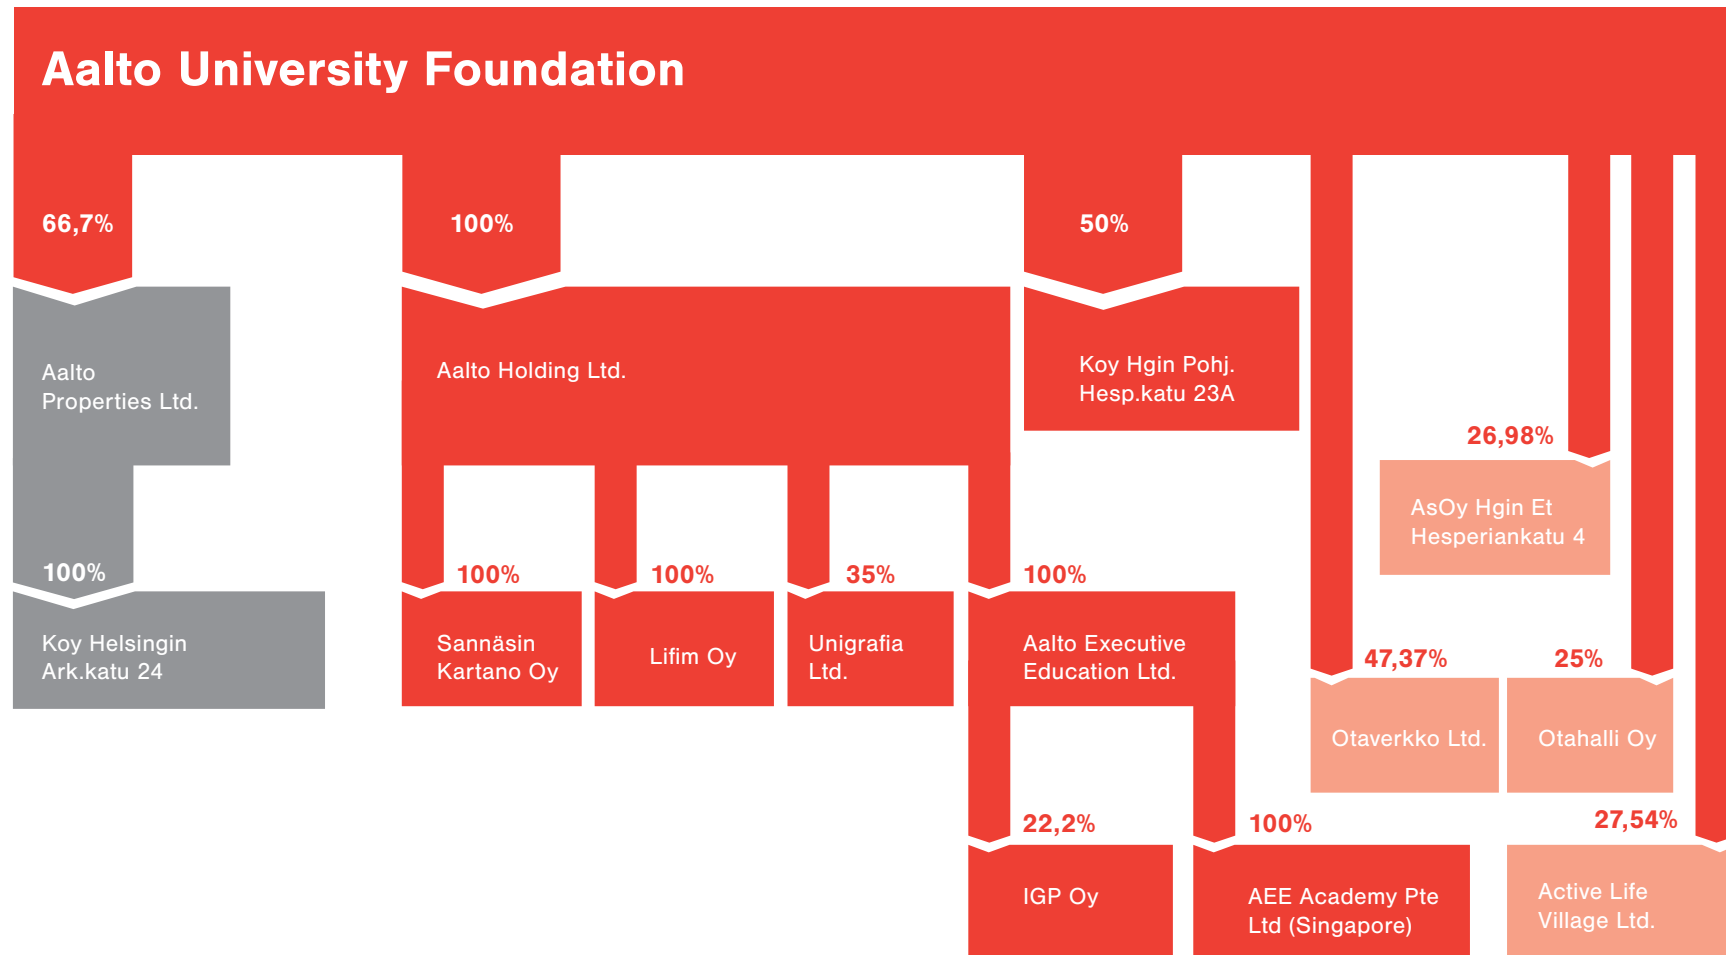 Aalto University Foundation
66,7%
100%
50%
Aalto
Properties Ltd.
Aalto Holding Ltd.
Koy Hgin Pohj.
Hesp.katu 23A
26,98%
AsOy Hgin Et
Hesperiankatu 4
100%
100%
100%
35%
100%
Koy Helsingin
Ark.katu 24
Sannäsin
Kartano Oy
Lifim Oy
Unigrafia
Ltd.
Aalto Executive
Education Ltd.
47,37%
25%
Otaverkko Ltd.
Otahalli Oy
22,2%
100%
27,54%
IGP Oy
AEE Academy Pte
Ltd (Singapore)
Active Life
Village Ltd.